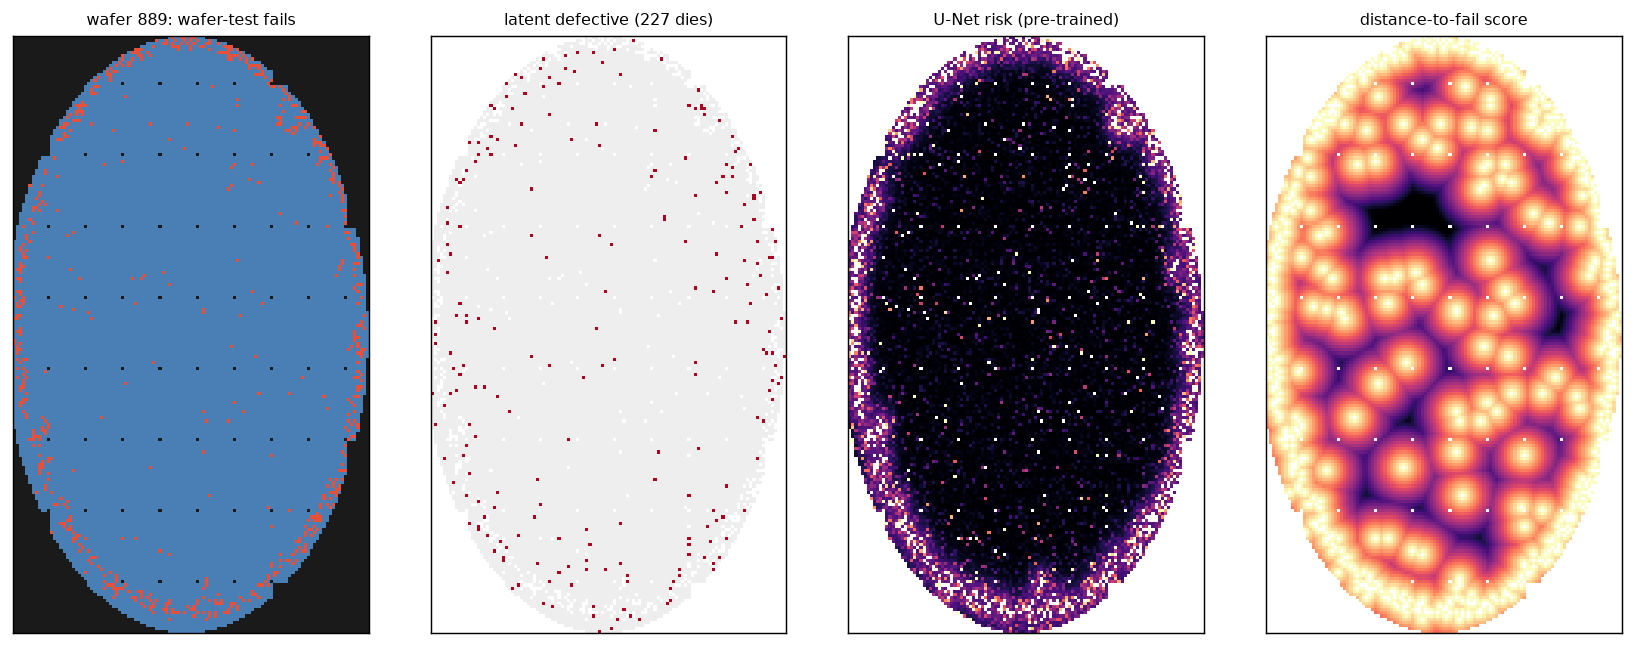 wafer 889: wafer-test fails
latent defective (227 dies)
U-Net risk (pre-trained)
distance-to-fail score